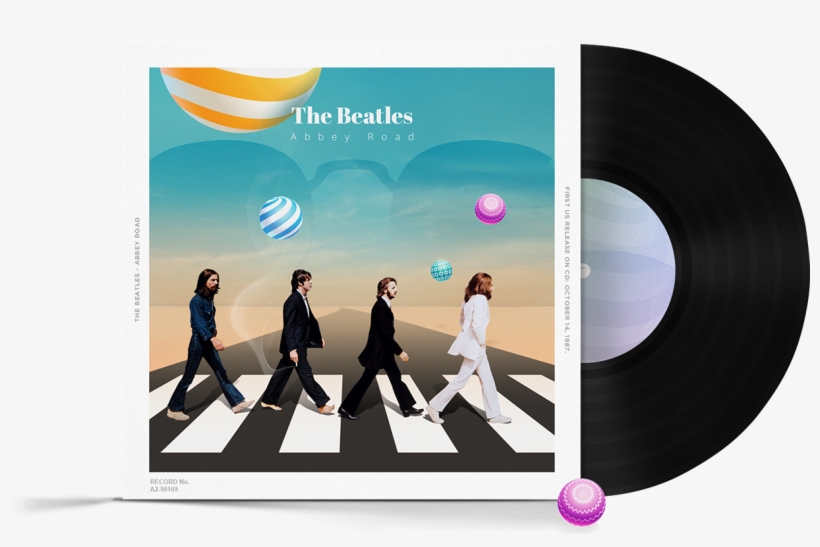 The Beatles
Abbey Road
THE BEATLES - ABBEY ROAD
FIRST US RELEASE ON CD: OCTOBER 14, 1987.
RECORD No.
A2-90169